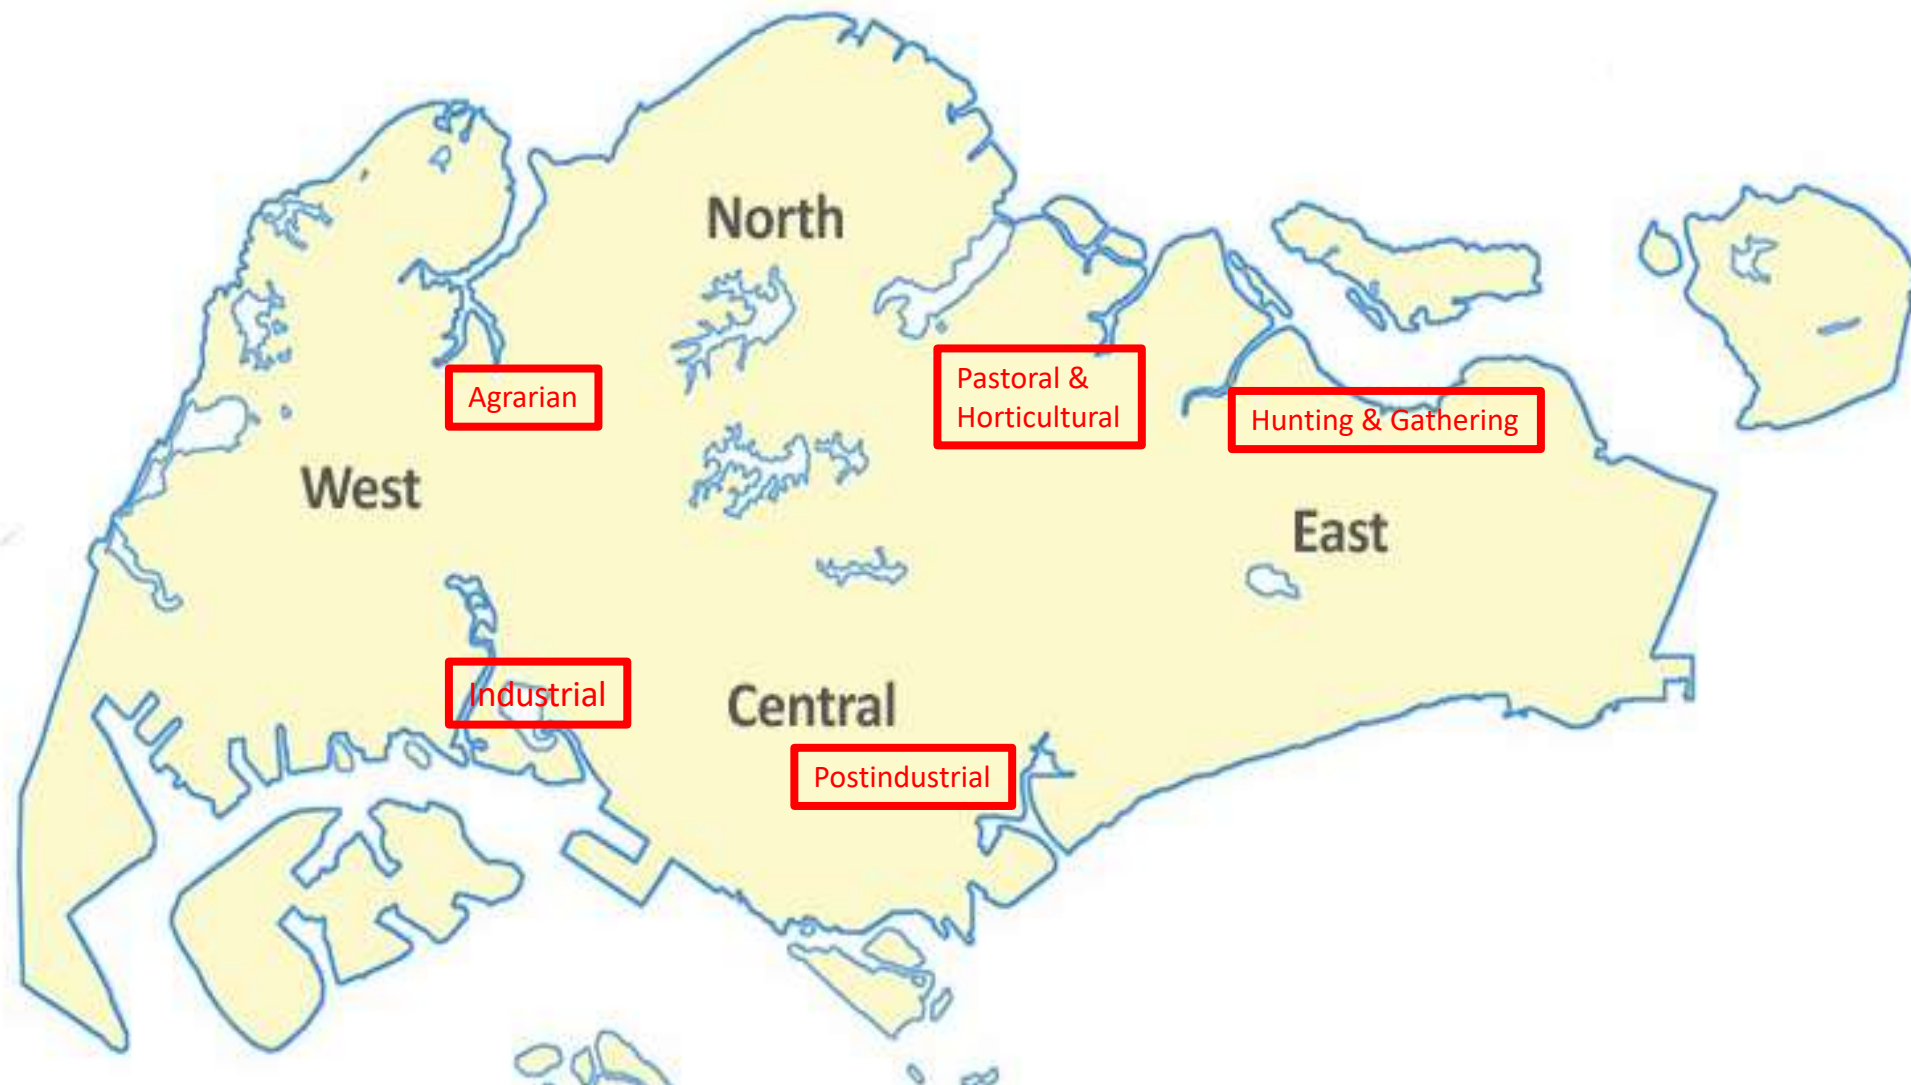 North
Agrarian
Pastoral &
Horticultural
Hunting & Gathering
West
East
Industrial
Central
Postindustrial